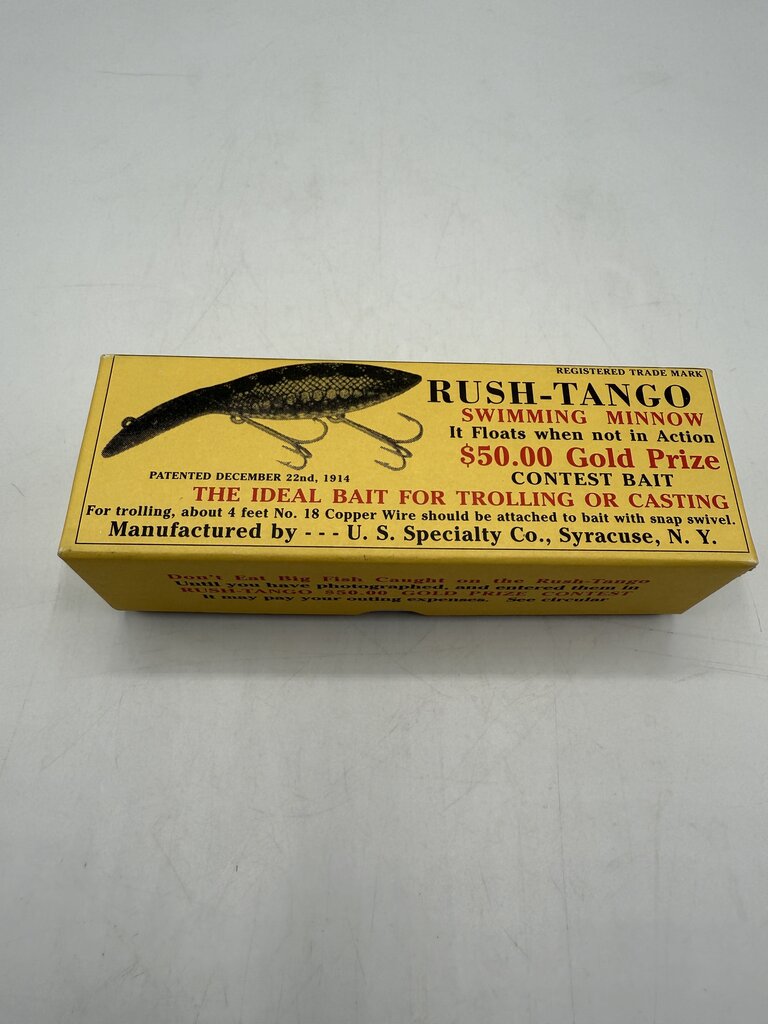 REGISTERED TRADE MARK
RUSH-TANGO
SWIMMING MINNOW
It Floats when not in Action
$50.00 Gold Prize
CONTEST BAIT
PATENTED DECEMBER 22nd, 1914
THE IDEAL BAIT FOR TROLLING OR CASTING
For trolling, about 4 feet No. 18 Copper Wire should be attached to bait with snap swivel.
Manufactured by - - - U. S. Specialty Co., Syracuse, N. Y.
Don't Eat Big Fish Caught on the Rush-Tango
Until you have photographed, and entered them in
RUSH-TANGO $50.00 GOLD PRIZE CONTEST
It may pay your outing expenses. See circular